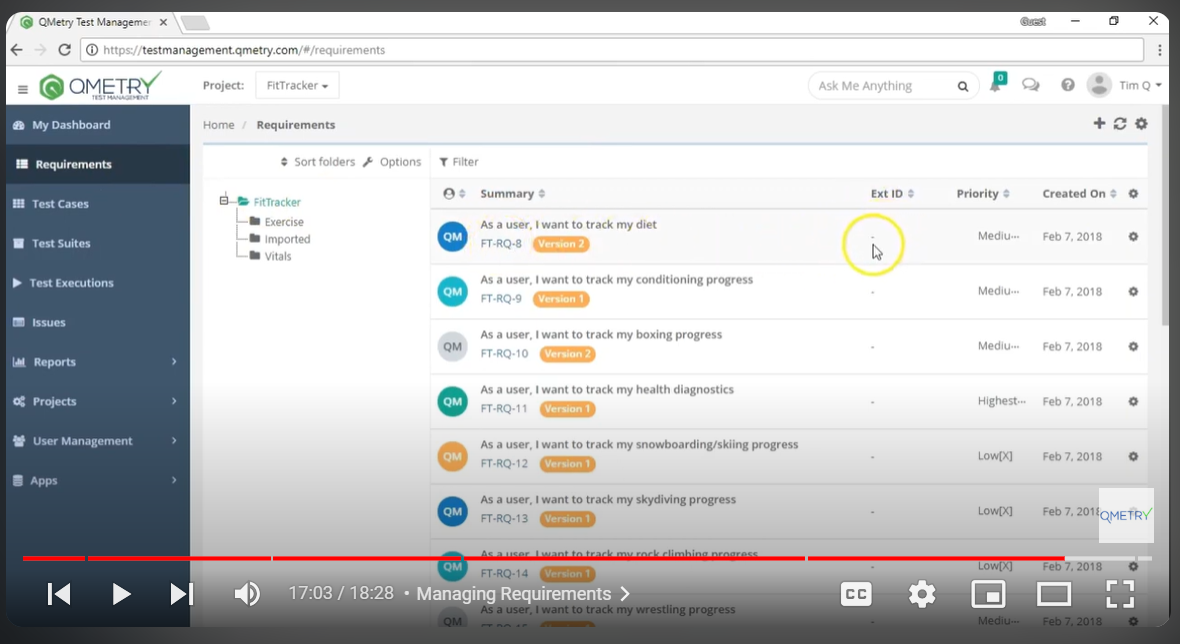 QMetry Test Managemen
Guest
https://testmanagement.qmetry.com/#/requirements
QMETRY
TEST MANAGEMENT
Project: FitTracker
Ask Me Anything
0
Tim Q
My Dashboard
Requirements
Test Cases
Test Suites
Test Executions
Issues
Reports
Projects
User Management
Apps
Home / Requirements
Sort folders Options
Filter
FitTracker
Exercise
Imported
Vitals
Summary Ext ID Priority Created On
QM As a user, I want to track my diet
FT-RQ-8 Version 2 - Mediu... Feb 7, 2018
QM As a user, I want to track my conditioning progress
FT-RQ-9 Version 1 - Mediu... Feb 7, 2018
QM As a user, I want to track my boxing progress
FT-RQ-10 Version 2 - Mediu... Feb 7, 2018
QM As a user, I want to track my health diagnostics
FT-RQ-11 Version 1 - Highest... Feb 7, 2018
QM As a user, I want to track my snowboarding/skiing progress
FT-RQ-12 Version 1 - Low[X] Feb 7, 2018
QM As a user, I want to track my skydiving progress
FT-RQ-13 Version 1 - Low[X] Feb 7, 2018
QMETRY
QM As a user, I want to track my rock climbing progress
FT-RQ-14 Version 1 - Low[X] Feb 7, 2018
17:03 / 18:28 • Managing Requirements
CC
QM As a user, I want to track my wrestling progress
Mediu... Feb 7, 2018